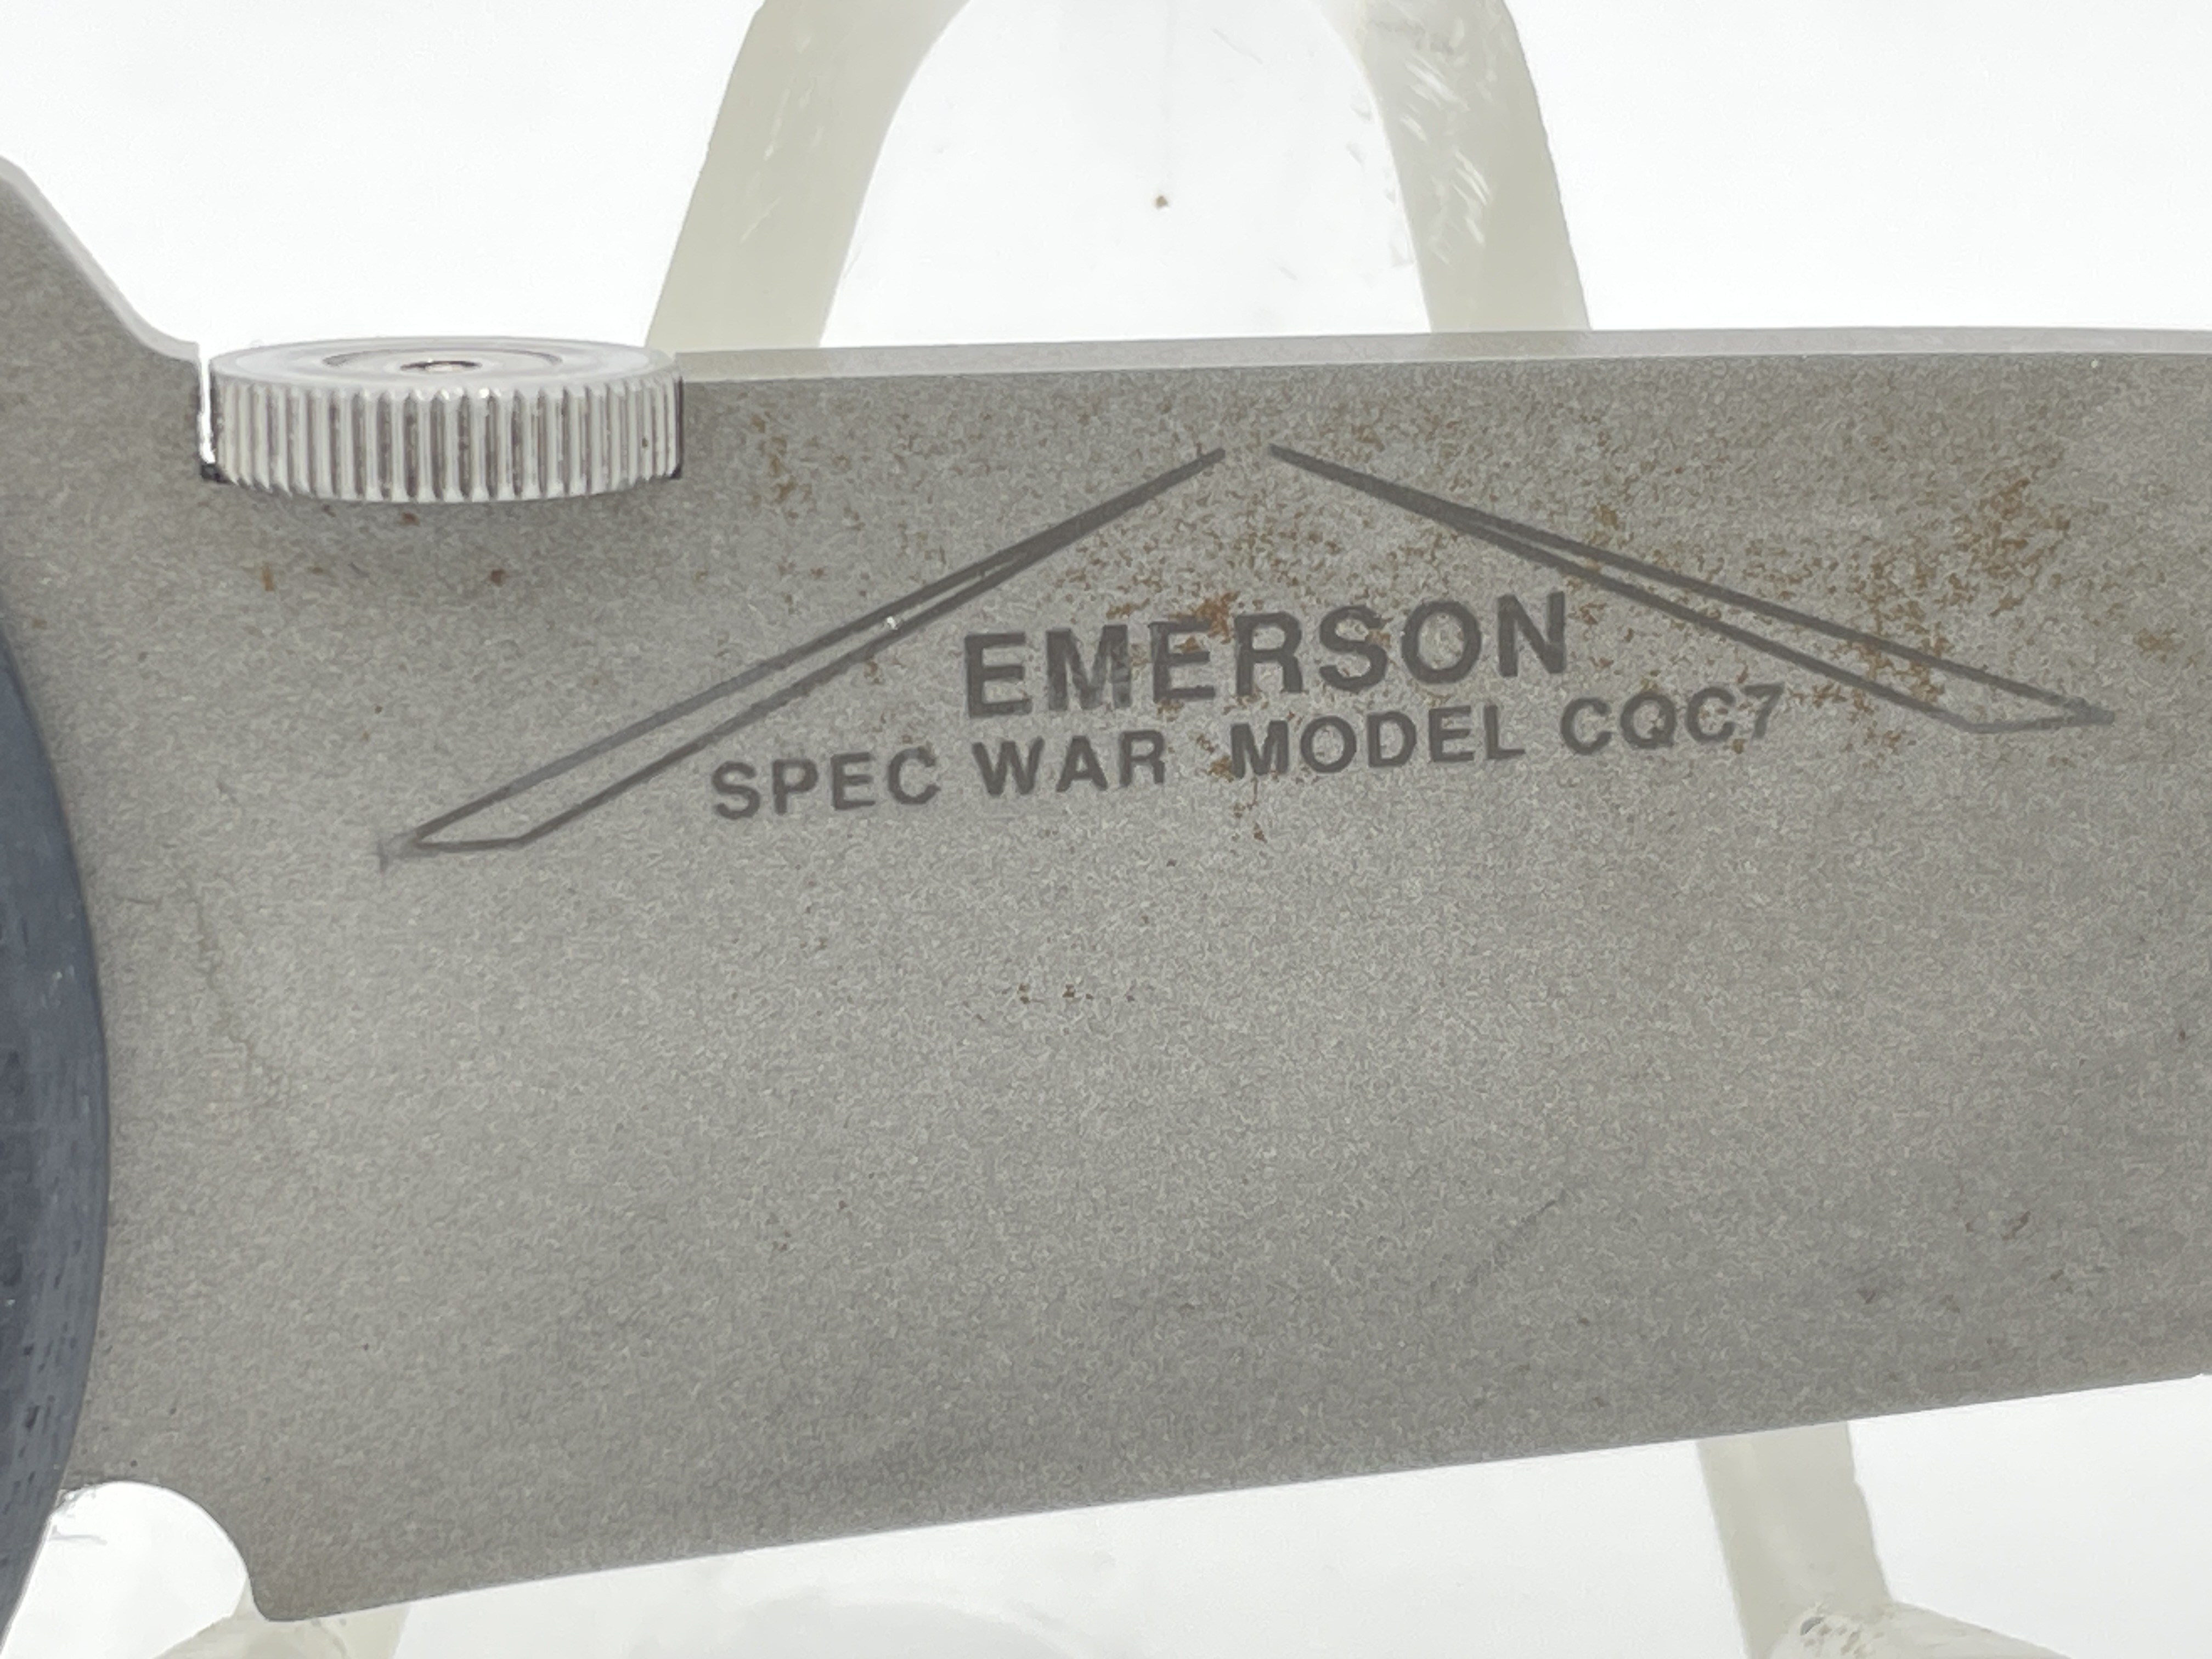 EMERSON
SPEC WAR MODEL CQC7